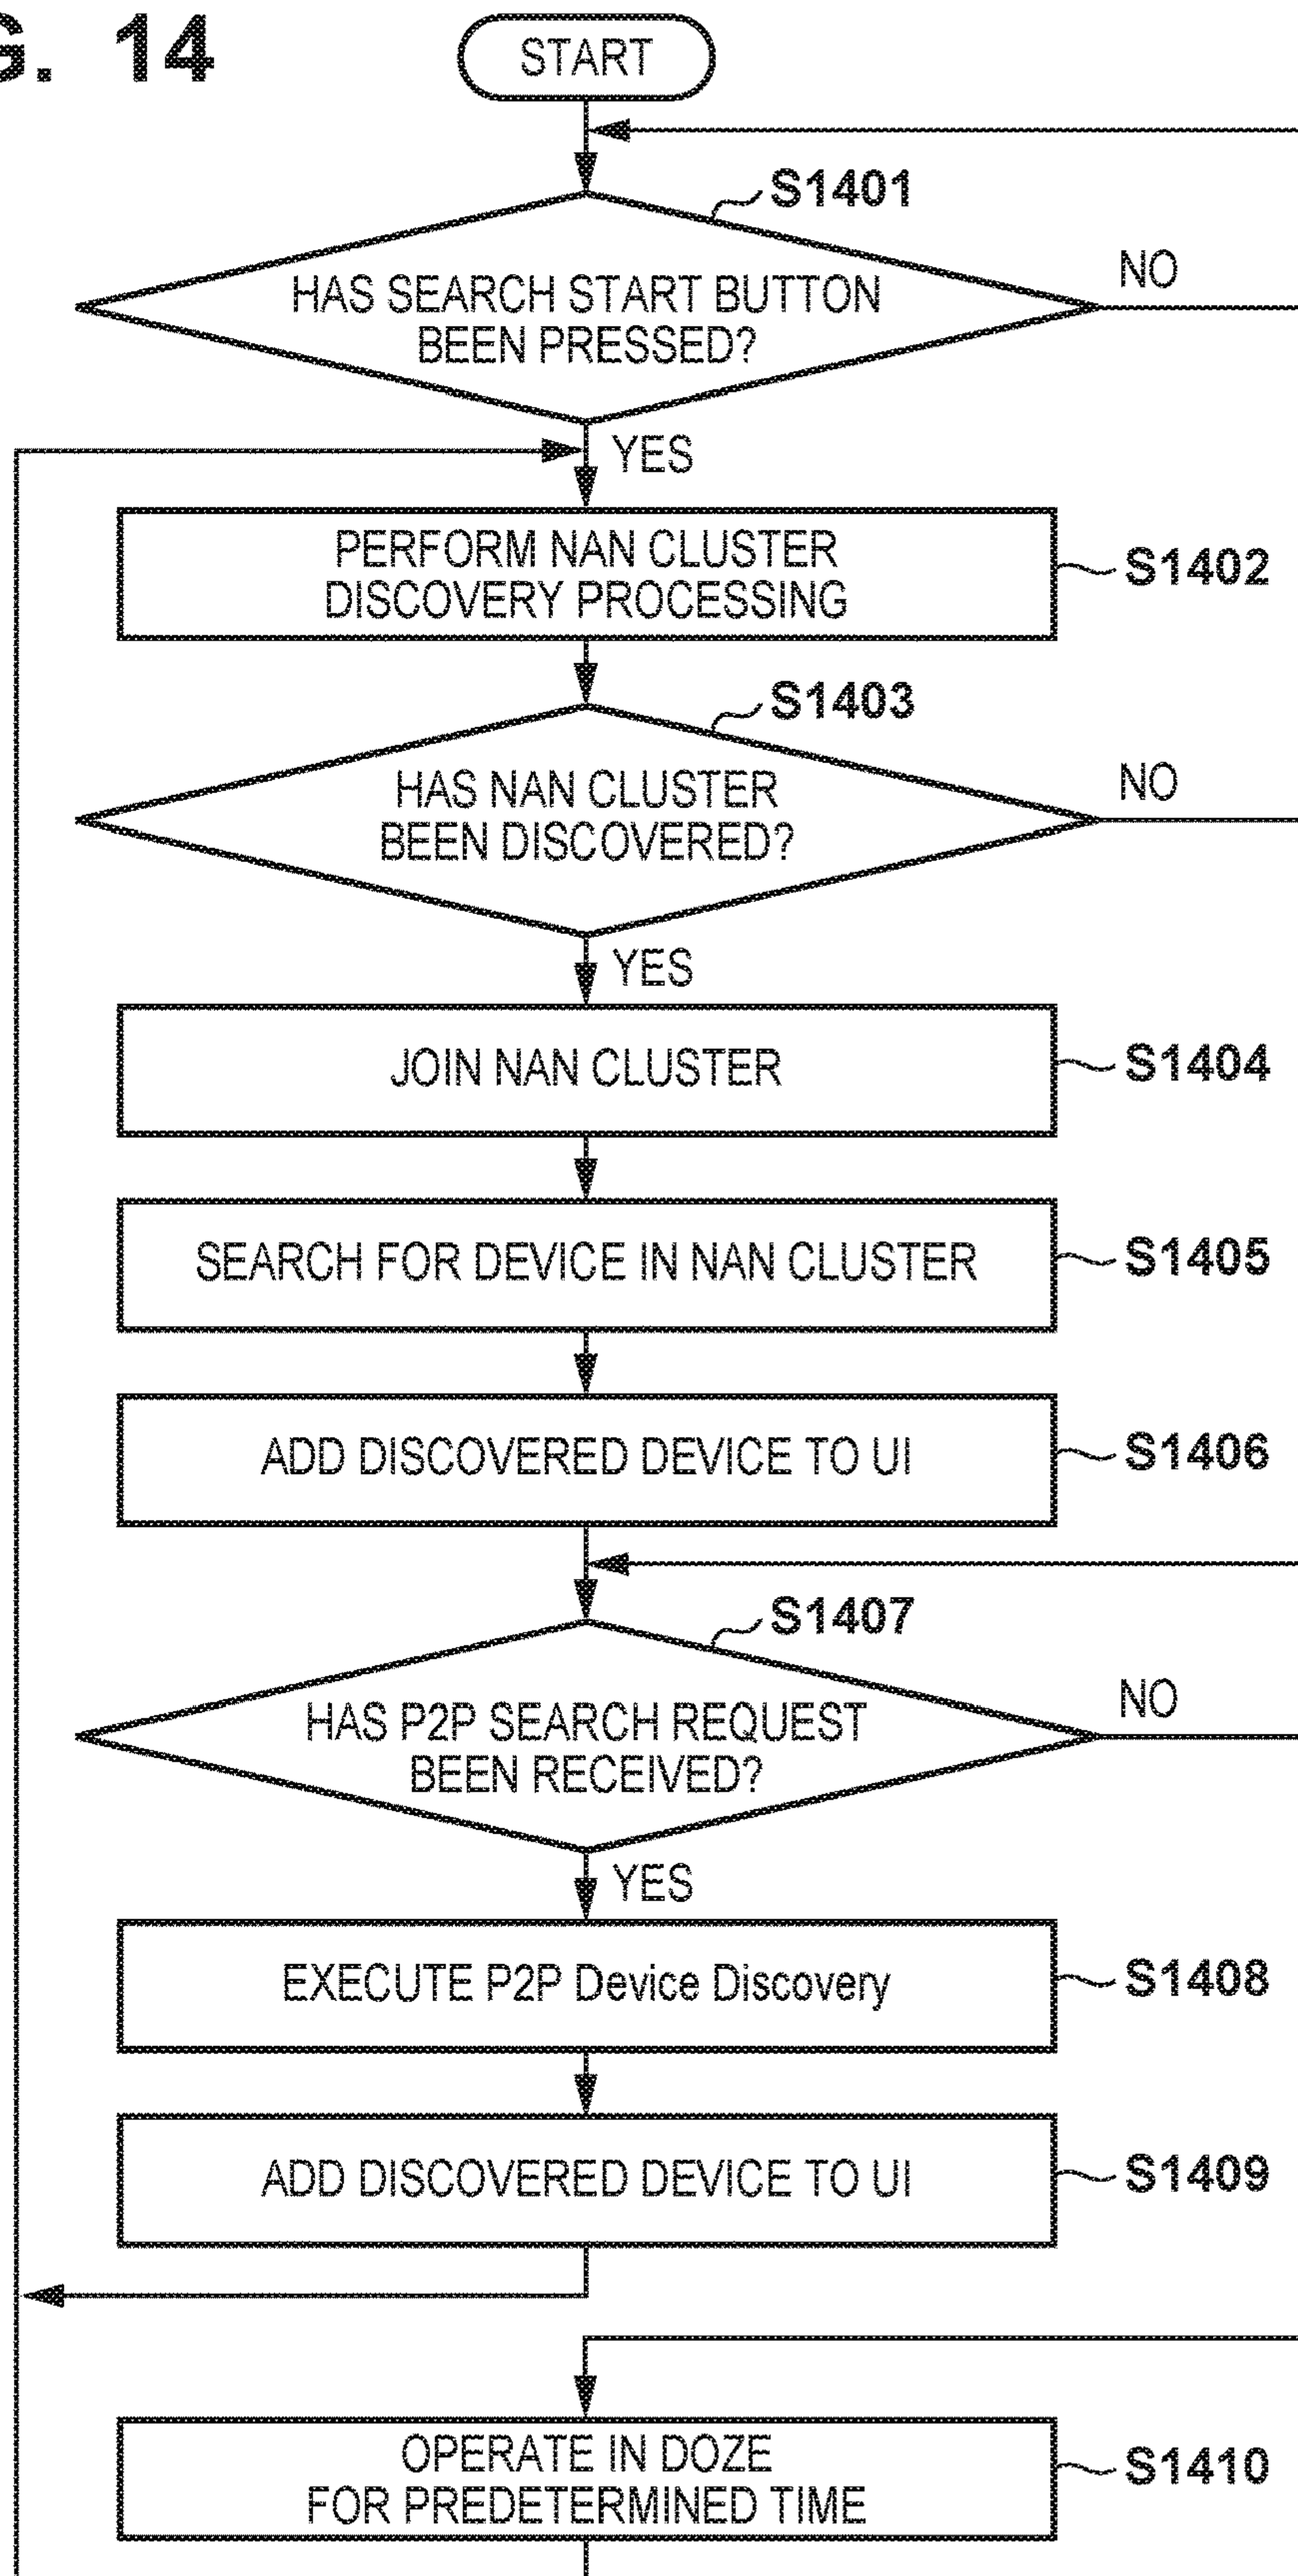 G. 14
START
S1401
HAS SEARCH START BUTTON
BEEN PRESSED?
NO
YES
PERFORM NAN CLUSTER
DISCOVERY PROCESSING
S1402
S1403
HAS NAN CLUSTER
BEEN DISCOVERED?
NO
YES
JOIN NAN CLUSTER
S1404
SEARCH FOR DEVICE IN NAN CLUSTER
S1405
ADD DISCOVERED DEVICE TO UI
S1406
S1407
HAS P2P SEARCH REQUEST
BEEN RECEIVED?
NO
YES
EXECUTE P2P Device Discovery
S1408
ADD DISCOVERED DEVICE TO UI
S1409
OPERATE IN DOZE
FOR PREDETERMINED TIME
S1410